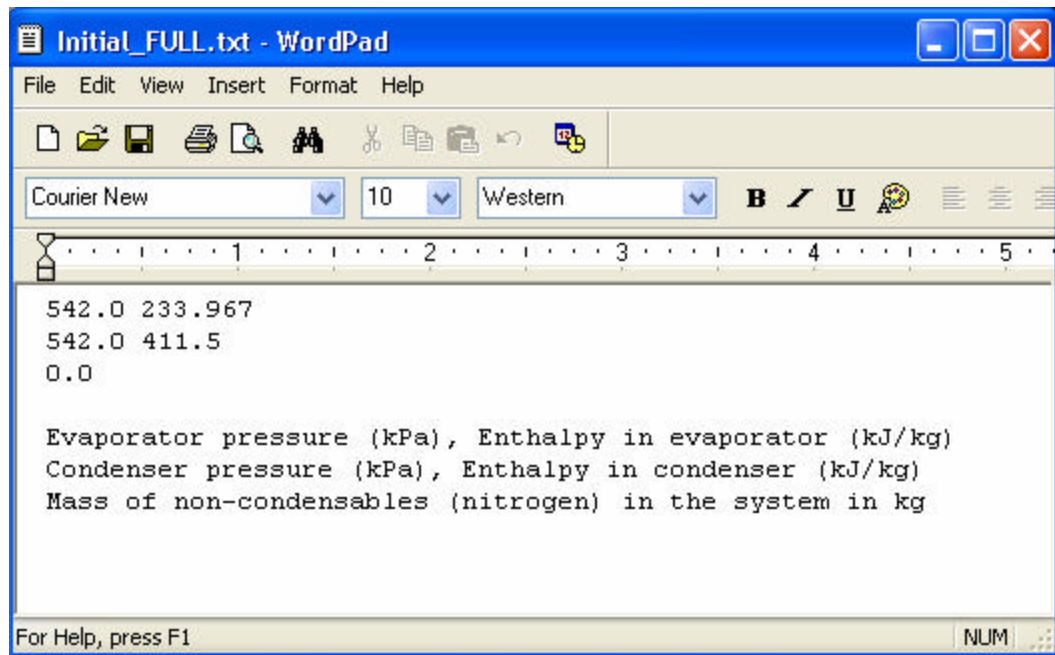 Initial_FULL.txt - WordPad
File Edit View Insert Format Help
Courier New 10 Western B / U
1 2 3 4 5
542.0 233.967
542.0 411.5
0.0
Evaporator pressure (kPa), Enthalpy in evaporator (kJ/kg)
Condenser pressure (kPa), Enthalpy in condenser (kJ/kg)
Mass of non-condensables (nitrogen) in the system in kg
For Help, press F1 NUM